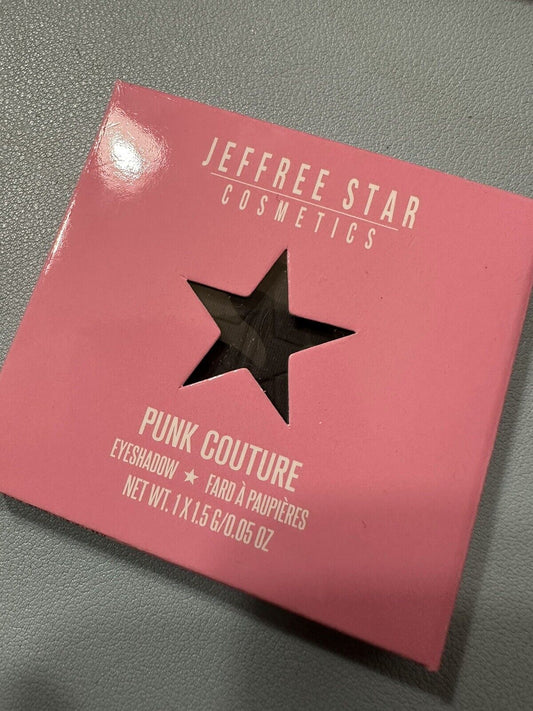 JEFFREE STAR
COSMETICS
PUNK COUTURE
EYESHADOW ★ FARD À PAUPIÈRES
NET WT. 1 X 1.5 G/0.05 OZ